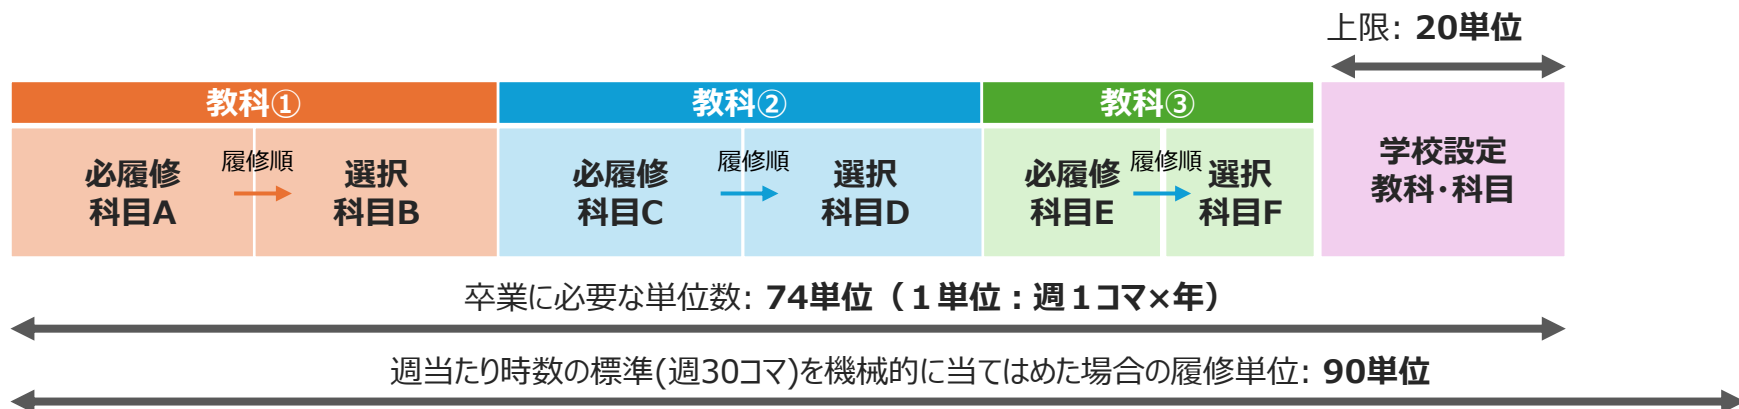 上限: 20単位
教科①
教科②
教科③
必履修
科目A
履修順
選択
科目B
必履修
科目C
履修順
選択
科目D
必履修
科目E
履修順
選択
科目F
学校設定
教科・科目
卒業に必要な単位数: 74単位（１単位：週１コマ×年）
週当たり時数の標準(週30コマ)を機械的に当てはめた場合の履修単位: 90単位